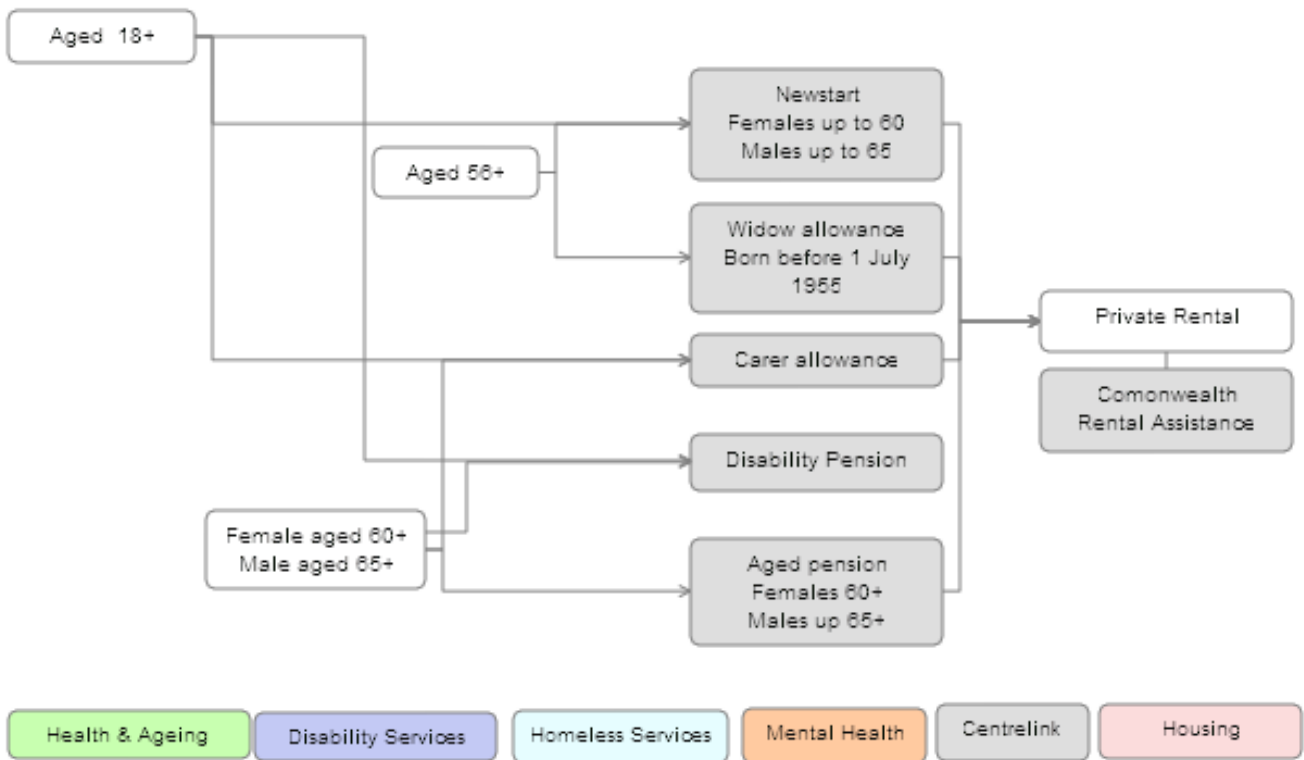 Aged 18+
Newstart
Females up to 60
Males up to 65
Aged 56+
Widow allowance
Born before 1 July
1955
Private Rental
Carer allowance
Comonwealth
Rental Assistance
Disability Pension
Female aged 60+
Male aged 65+
Aged pension
Females 60+
Males up 65+
Health & Ageing
Disability Services
Homeless Services
Mental Health
Centrelink
Housing